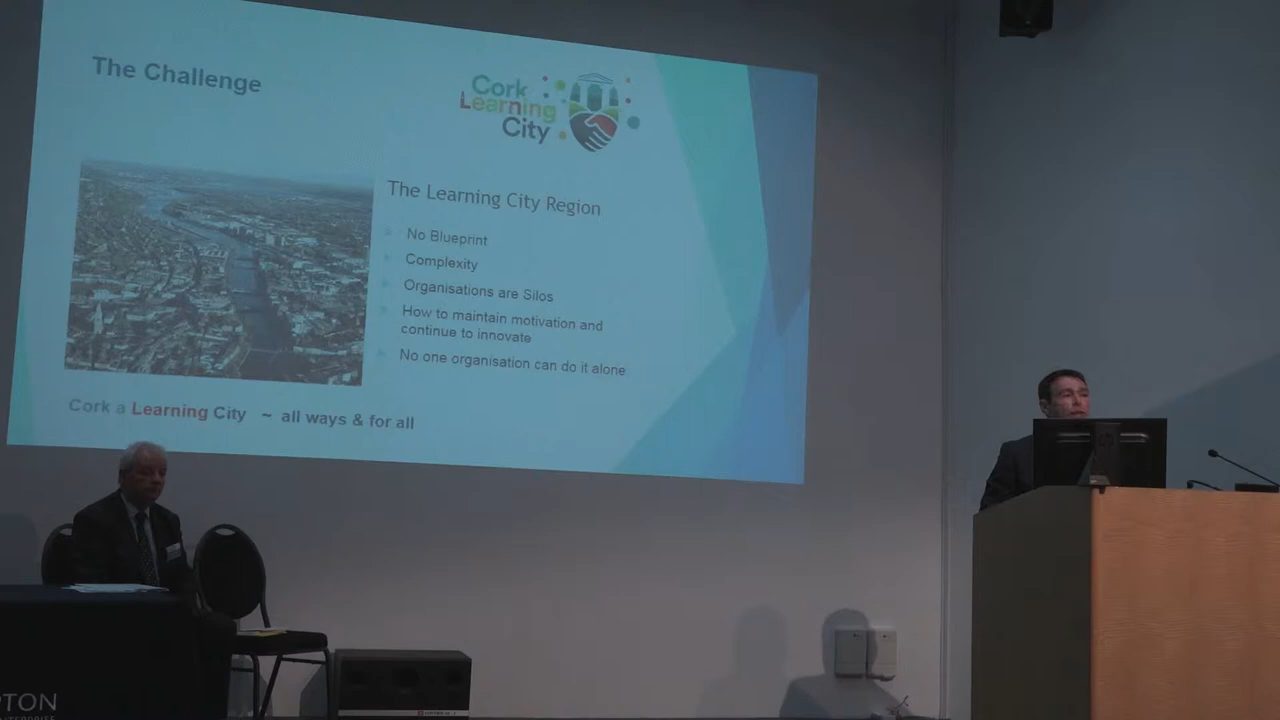 The Challenge
Cork
Learning
City
The Learning City Region
No Blueprint
Complexity
Organisations are Silos
How to maintain motivation and
continue to innovate
No one organisation can do it alone
Cork a Learning City ~ all ways & for all
PTON